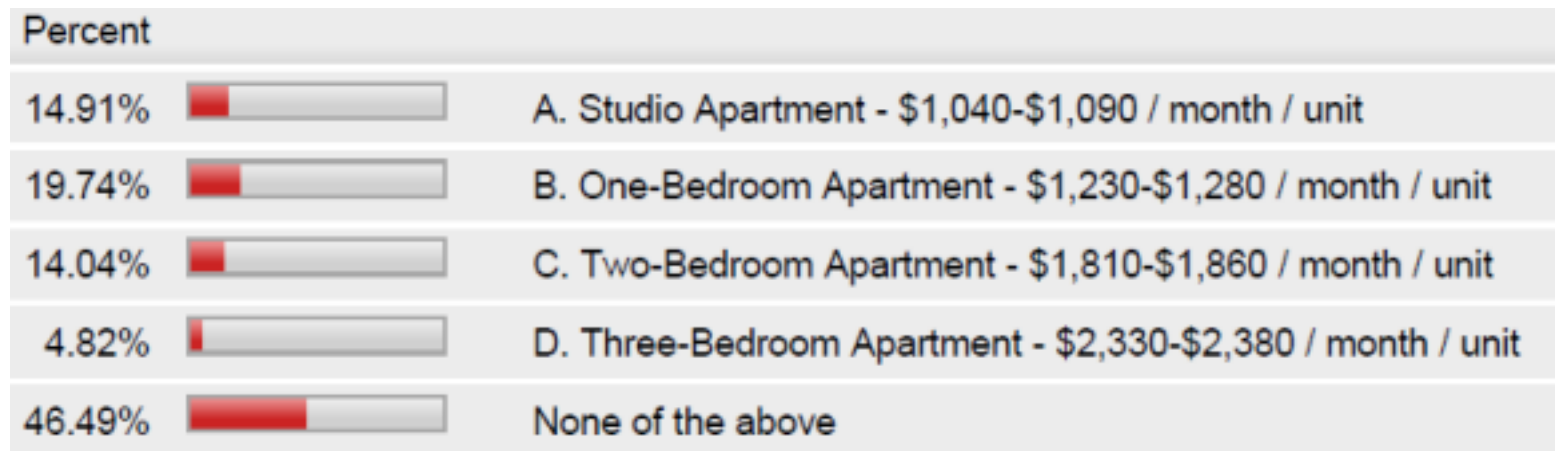 Percent
14.91% A. Studio Apartment - $1,040-$1,090 / month / unit
19.74% B. One-Bedroom Apartment - $1,230-$1,280 / month / unit
14.04% C. Two-Bedroom Apartment - $1,810-$1,860 / month / unit
4.82% D. Three-Bedroom Apartment - $2,330-$2,380 / month / unit
46.49% None of the above